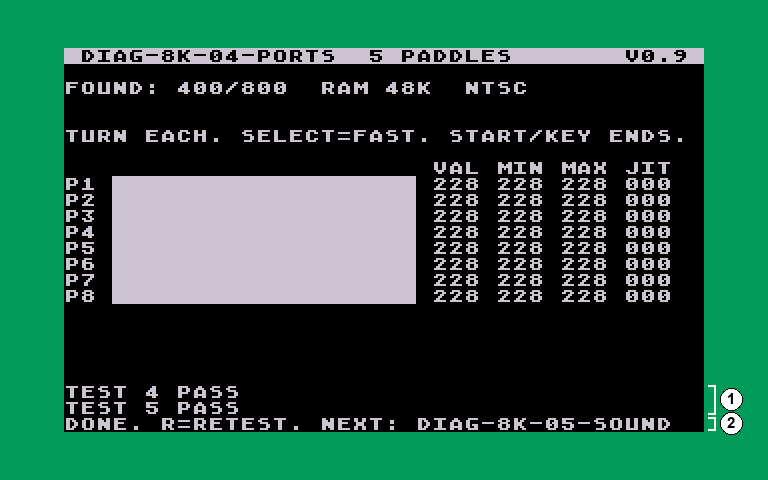 DIAG-8K-04-PORTS  5 PADDLES  V0.9
FOUND: 400/800  RAM 48K  NTSC
TURN EACH. SELECT=FAST. START/KEY ENDS.
VAL MIN MAX JIT
P1 228 228 228 000
P2 228 228 228 000
P3 228 228 228 000
P4 228 228 228 000
P5 228 228 228 000
P6 228 228 228 000
P7 228 228 228 000
P8 228 228 228 000
TEST 4 PASS
TEST 5 PASS
1
DONE. R=RETEST. NEXT: DIAG-8K-05-SOUND
2